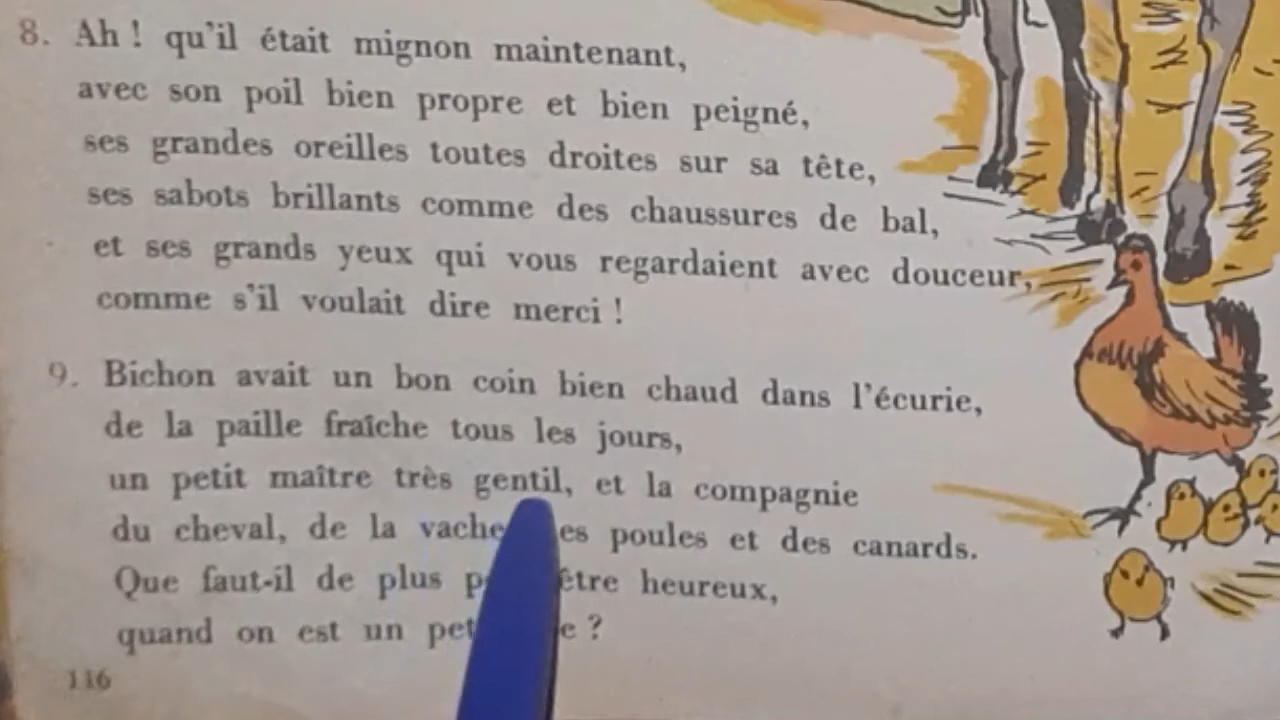 8. Ah ! qu'il était mignon maintenant,
avec son poil bien propre et bien peigné,
ses grandes oreilles toutes droites sur sa tête,
ses sabots brillants comme des chaussures de bal,
et ses grands yeux qui vous regardaient avec douceur,
comme s'il voulait dire merci !
9. Bichon avait un bon coin bien chaud dans l'écurie,
de la paille fraîche tous les jours,
un petit maître très gentil, et la compagnie
du cheval, de la vache poules et des canards.
Que faut-il de plus être heureux,
quand on est un ?
116